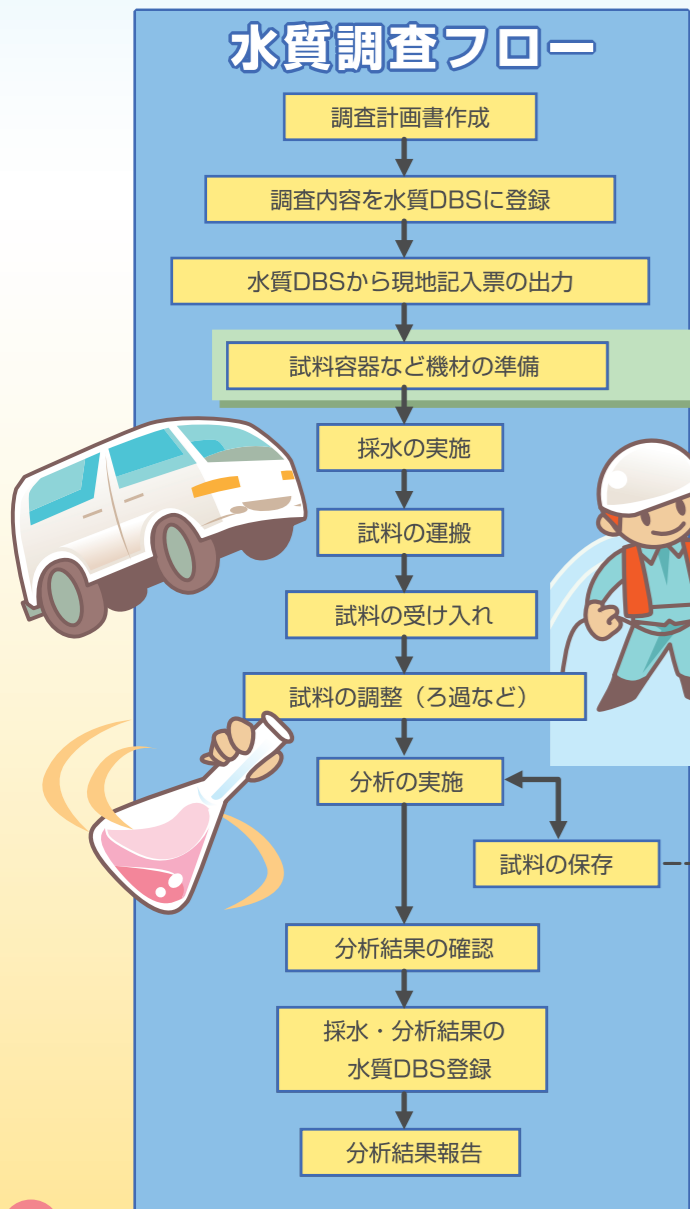 水質調査フロー
調査計画書作成
調査内容を水質DBSに登録
水質DBSから現地記入票の出力
試料容器など機材の準備
採水の実施
試料の運搬
試料の受け入れ
試料の調整（ろ過など）
分析の実施
試料の保存
分析結果の確認
採水・分析結果の
水質DBS登録
分析結果報告